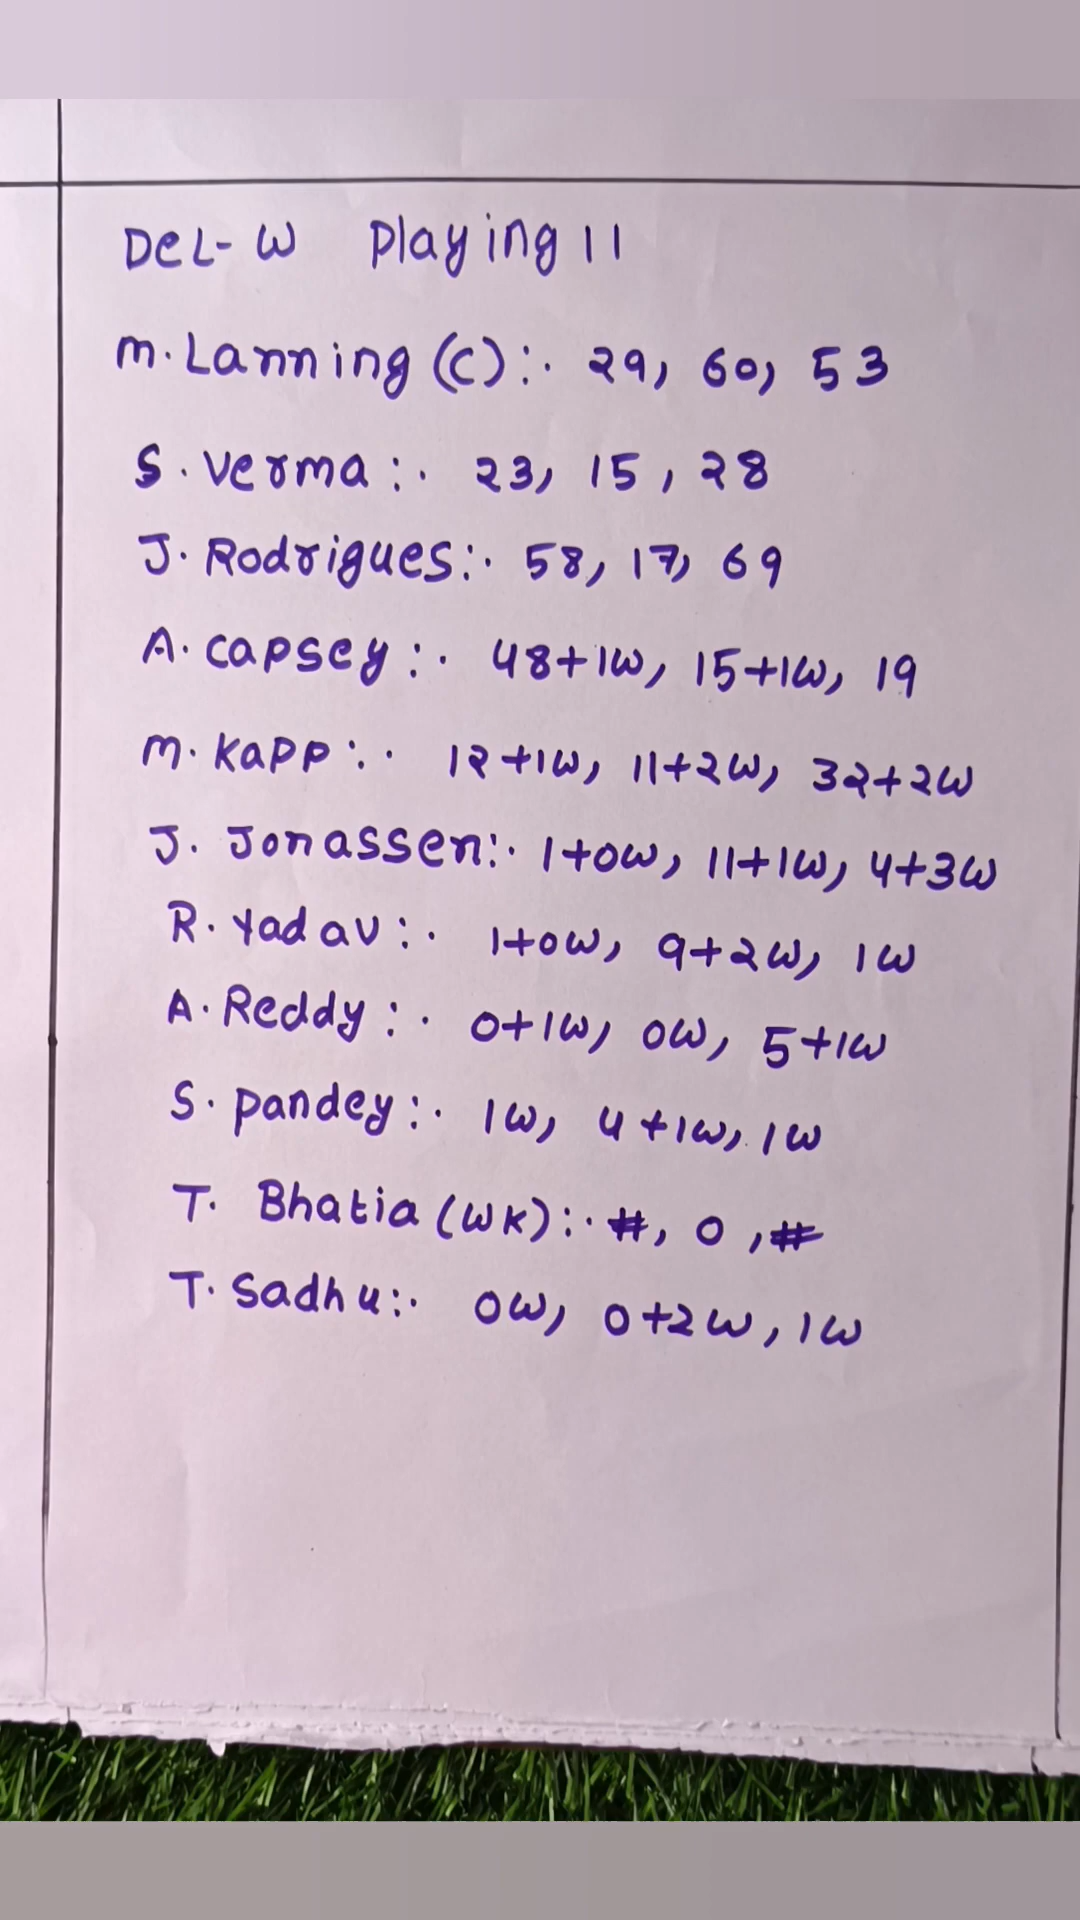 DeL-W Playing 11
M. Lanning (C):. 29, 60, 53
S. Verma:. 23, 15, 28
J. Rodrigues:. 58, 17, 69
A. Capsey:. 48+1W, 15+1W, 19
M. Kapp:. 12+1W, 11+2W, 32+2W
J. Jonassen:. 1+0W, 11+1W, 4+3W
R. Yadav:. 1+0W, 9+2W, 1W
A. Reddy:. 0+1W, 0W, 5+1W
S. Pandey:. 1W, 4+1W, 1W
T. Bhatia (WK):. #, 0, #
T. Sadhu:. 0W, 0+2W, 1W